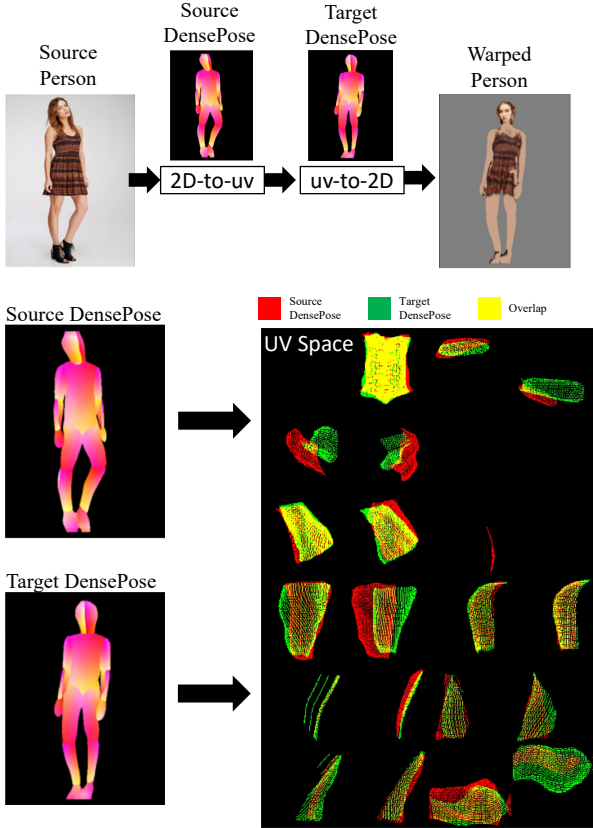 Source
Person
Source
DensePose
Target
DensePose
Warped
Person
2D-to-uv
uv-to-2D
Source DensePose
Source
DensePose
Target
DensePose
Overlap
UV Space
Target DensePose